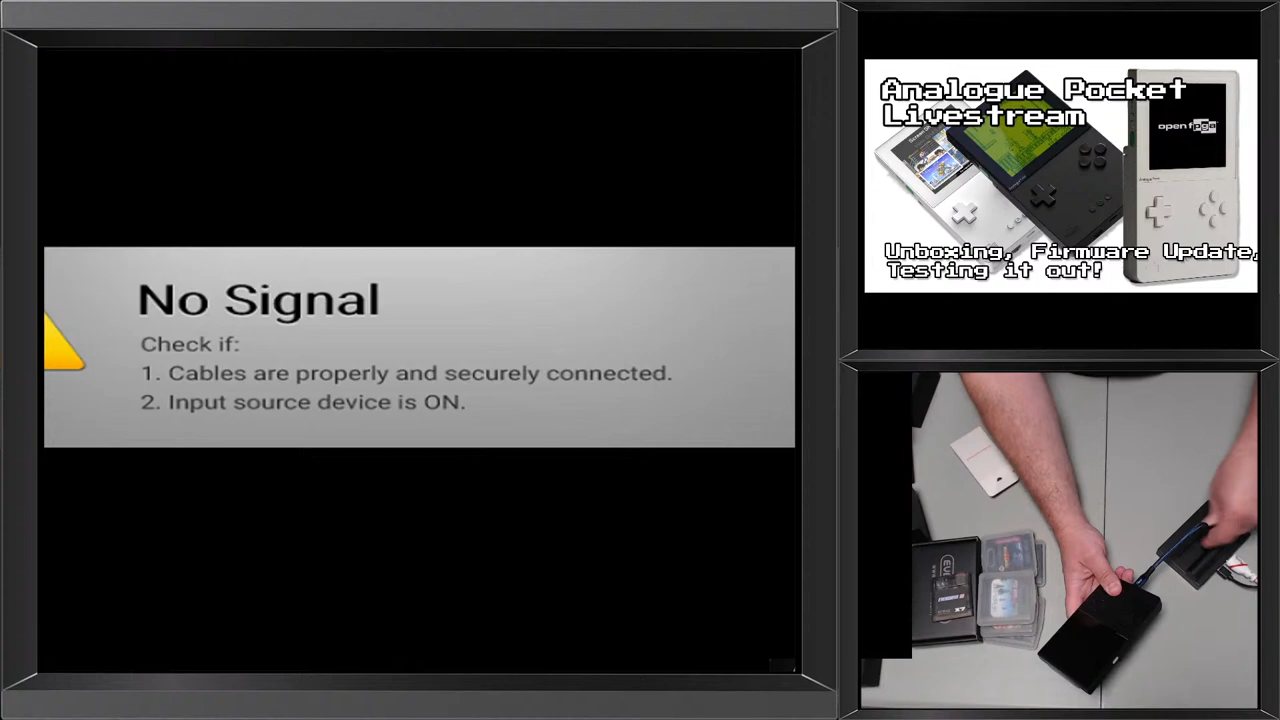 No Signal
Check if:
1. Cables are properly and securely connected.
2. Input source device is ON.
Analogue Pocket
Livestream
open fpga
Unboxing, Firmware Update,
Testing it out!